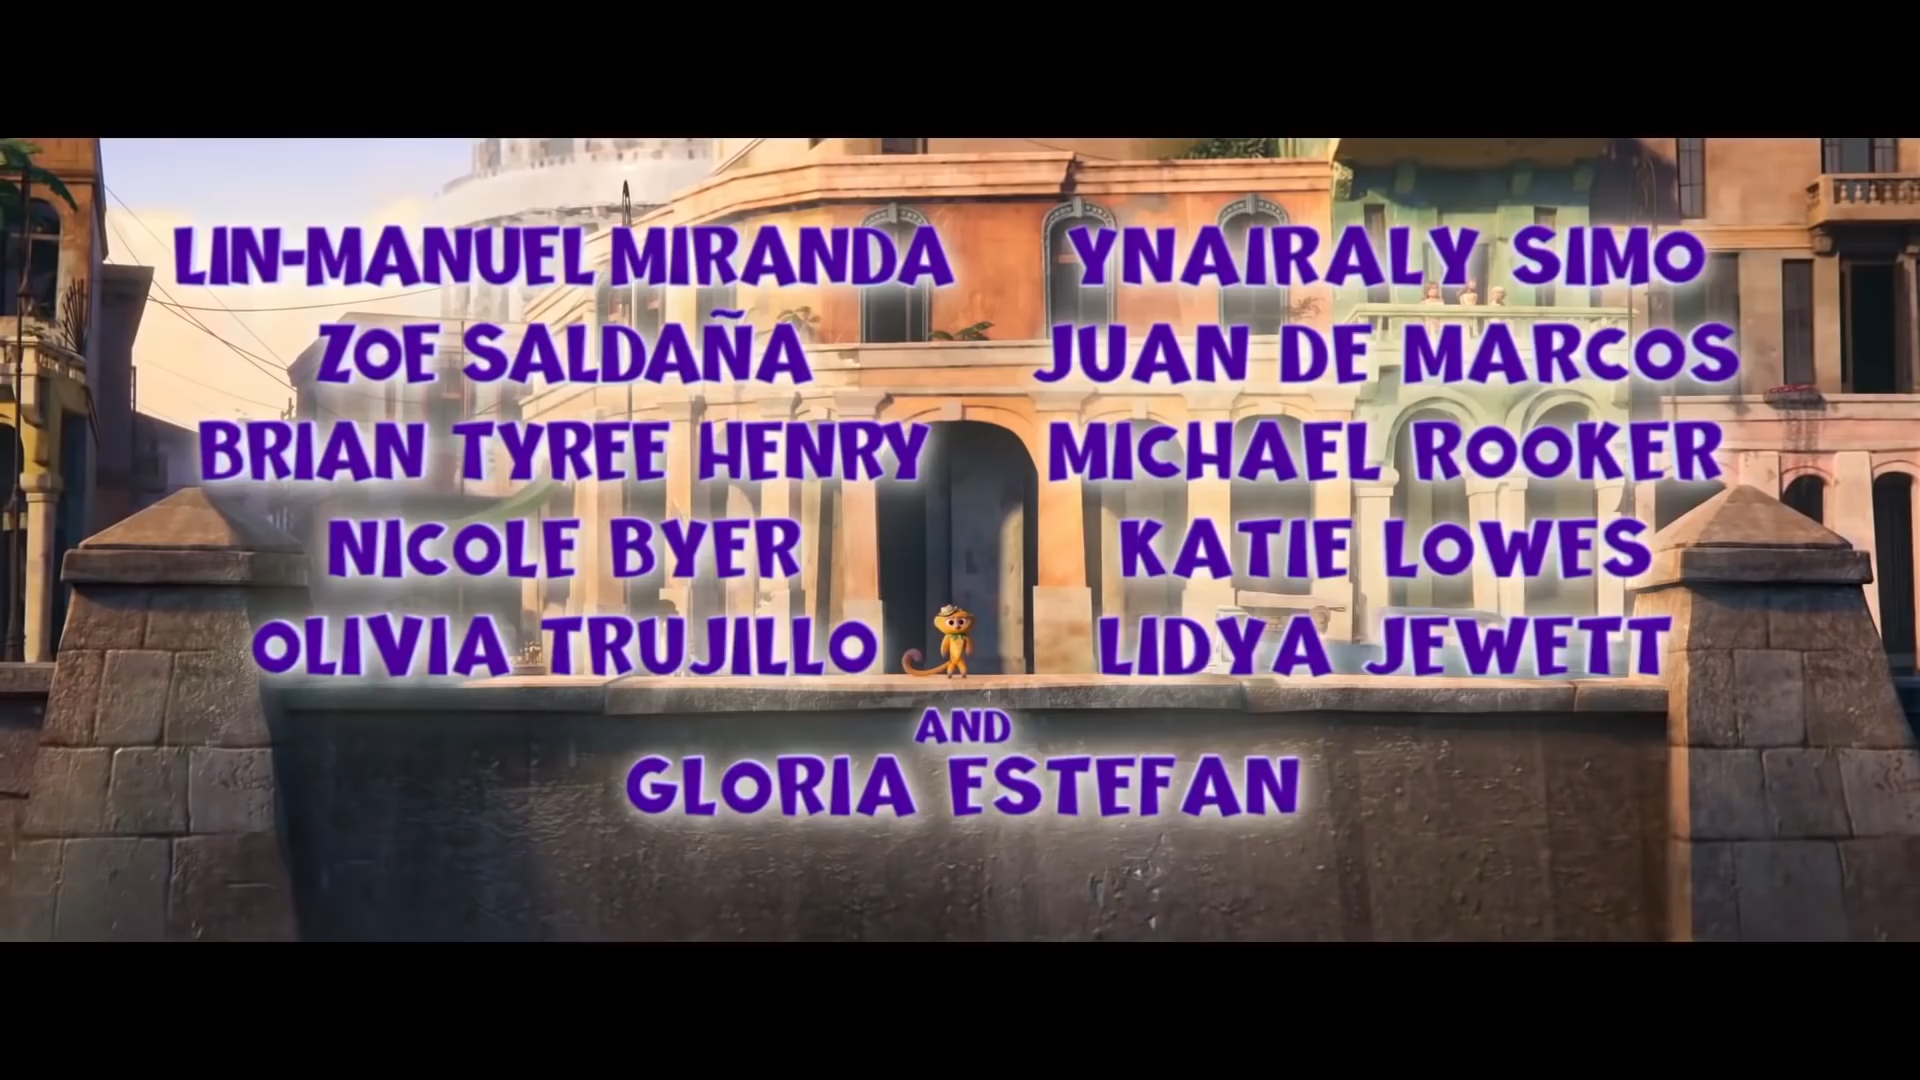 LIN-MANUEL MIRANDA
YNAIRALY SIMO
ZOE SALDAÑA
JUAN DE MARCOS
BRIAN TYREE HENRY
MICHAEL ROOKER
NICOLE BYER
KATIE LOWES
OLIVIA TRUJILLO
LIDYA JEWETT
AND
GLORIA ESTEFAN